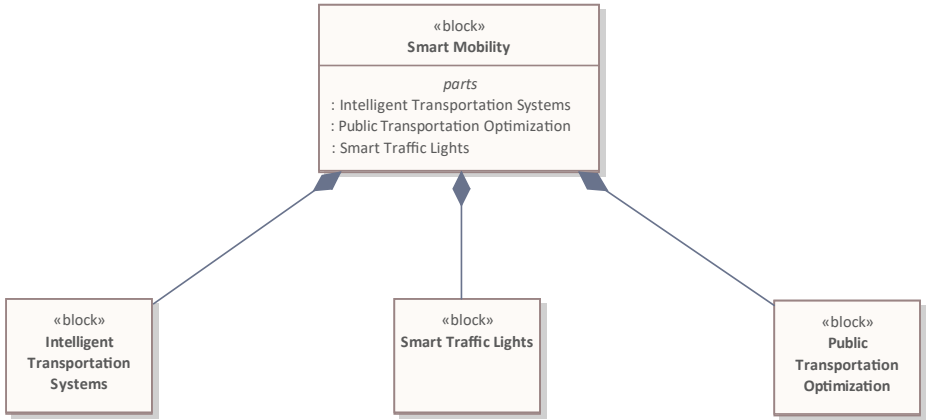 «block»
Smart Mobility
parts
: Intelligent Transportation Systems
: Public Transportation Optimization
: Smart Traffic Lights
«block»
Intelligent
Transportation
Systems
«block»
Smart Traffic Lights
«block»
Public
Transportation
Optimization